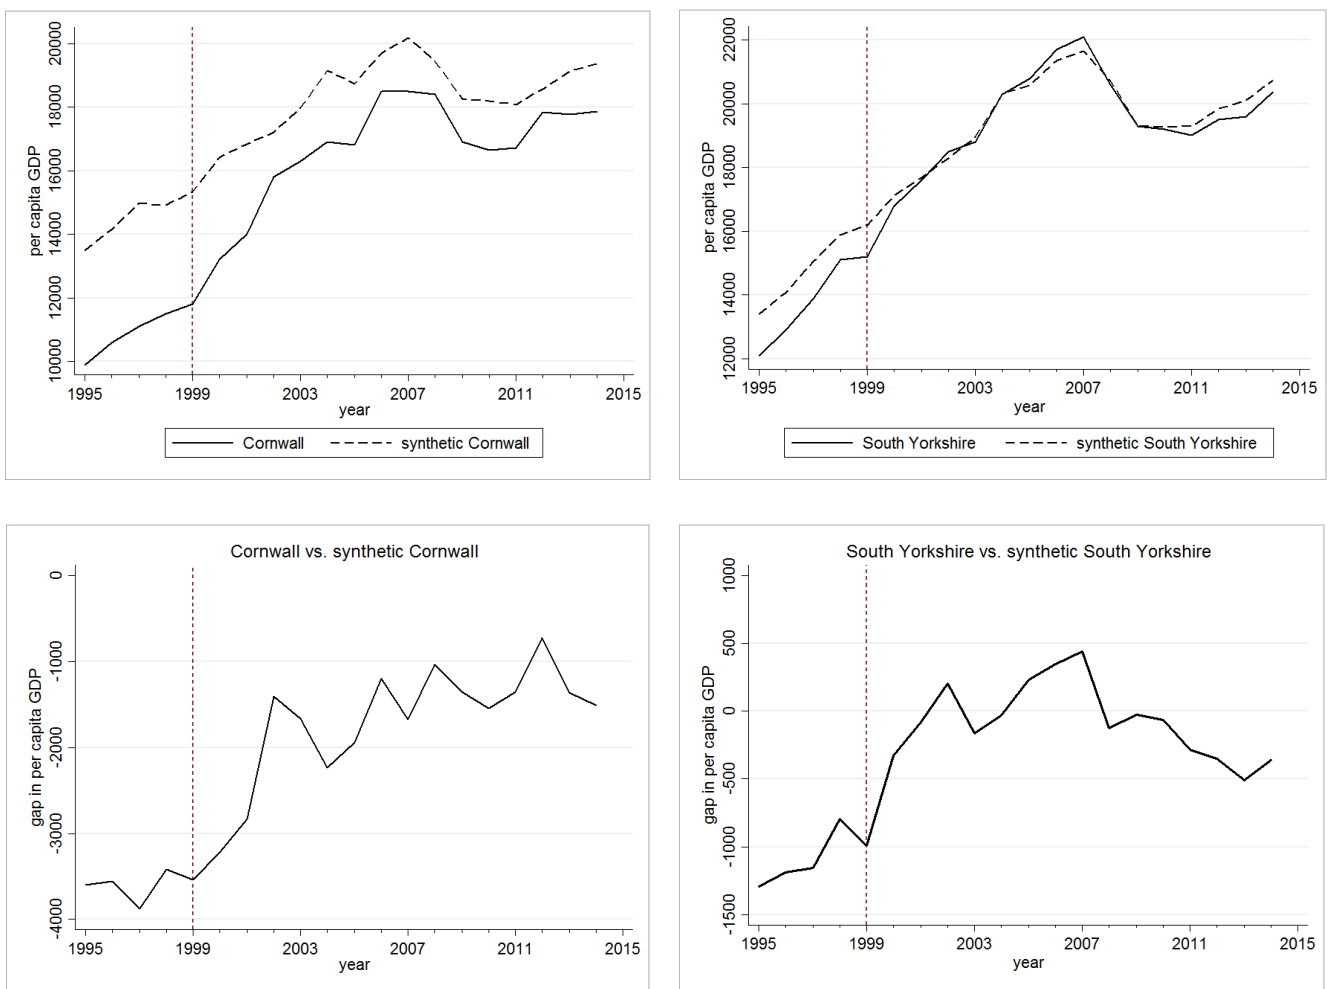 per capita GDP
20000
18000
16000
14000
12000
10000
1995 1999 2003 2007 2011 2015
year
Cornwall synthetic Cornwall
per capita GDP
22000
20000
18000
16000
14000
12000
1995 1999 2003 2007 2011 2015
year
South Yorkshire synthetic South Yorkshire
Cornwall vs. synthetic Cornwall
gap in per capita GDP
0
-1000
-2000
-3000
-4000
1995 1999 2003 2007 2011 2015
year
South Yorkshire vs. synthetic South Yorkshire
gap in per capita GDP
1000
500
0
-500
-1000
-1500
1995 1999 2003 2007 2011 2015
year